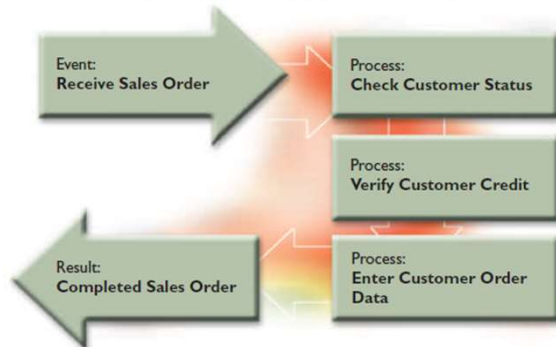 Event:
Receive Sales Order
Process:
Check Customer Status
Process:
Verify Customer Credit
Process:
Enter Customer Order
Data
Result:
Completed Sales Order